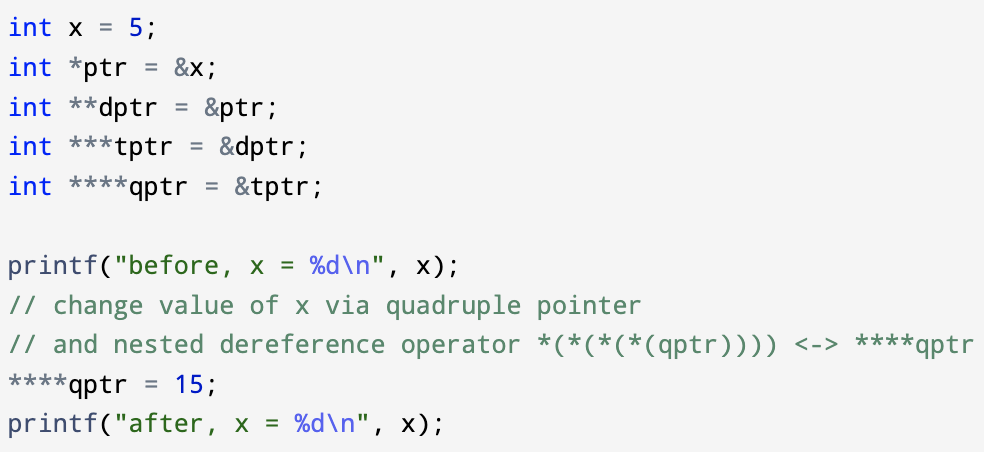 int x = 5;
int *ptr = &x;
int **dptr = &ptr;
int ***tptr = &dptr;
int ****qptr = &tptr;
printf("before, x = %d\n", x);
// change value of x via quadruple pointer
// and nested dereference operator *(*(*(*(qptr)))) <-> ****qptr
****qptr = 15;
printf("after, x = %d\n", x);